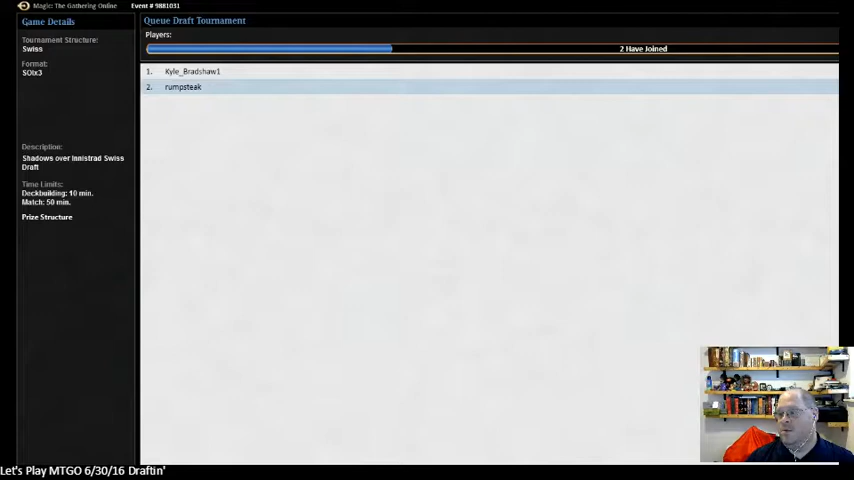 Magic: The Gathering Online Event # 9881031
Game Details
Tournament Structure:
Swiss
Format:
SOIx3
Description:
Shadows over Innistrad Swiss
Draft
Time Limits:
Deckbuilding: 10 min.
Match: 50 min.
Prize Structure
Queue Draft Tournament
Players:
2 Have Joined
1. Kyle_Bradshaw1
2. rumpsteak
Let's Play MTGO 6/30/16 Draftin'